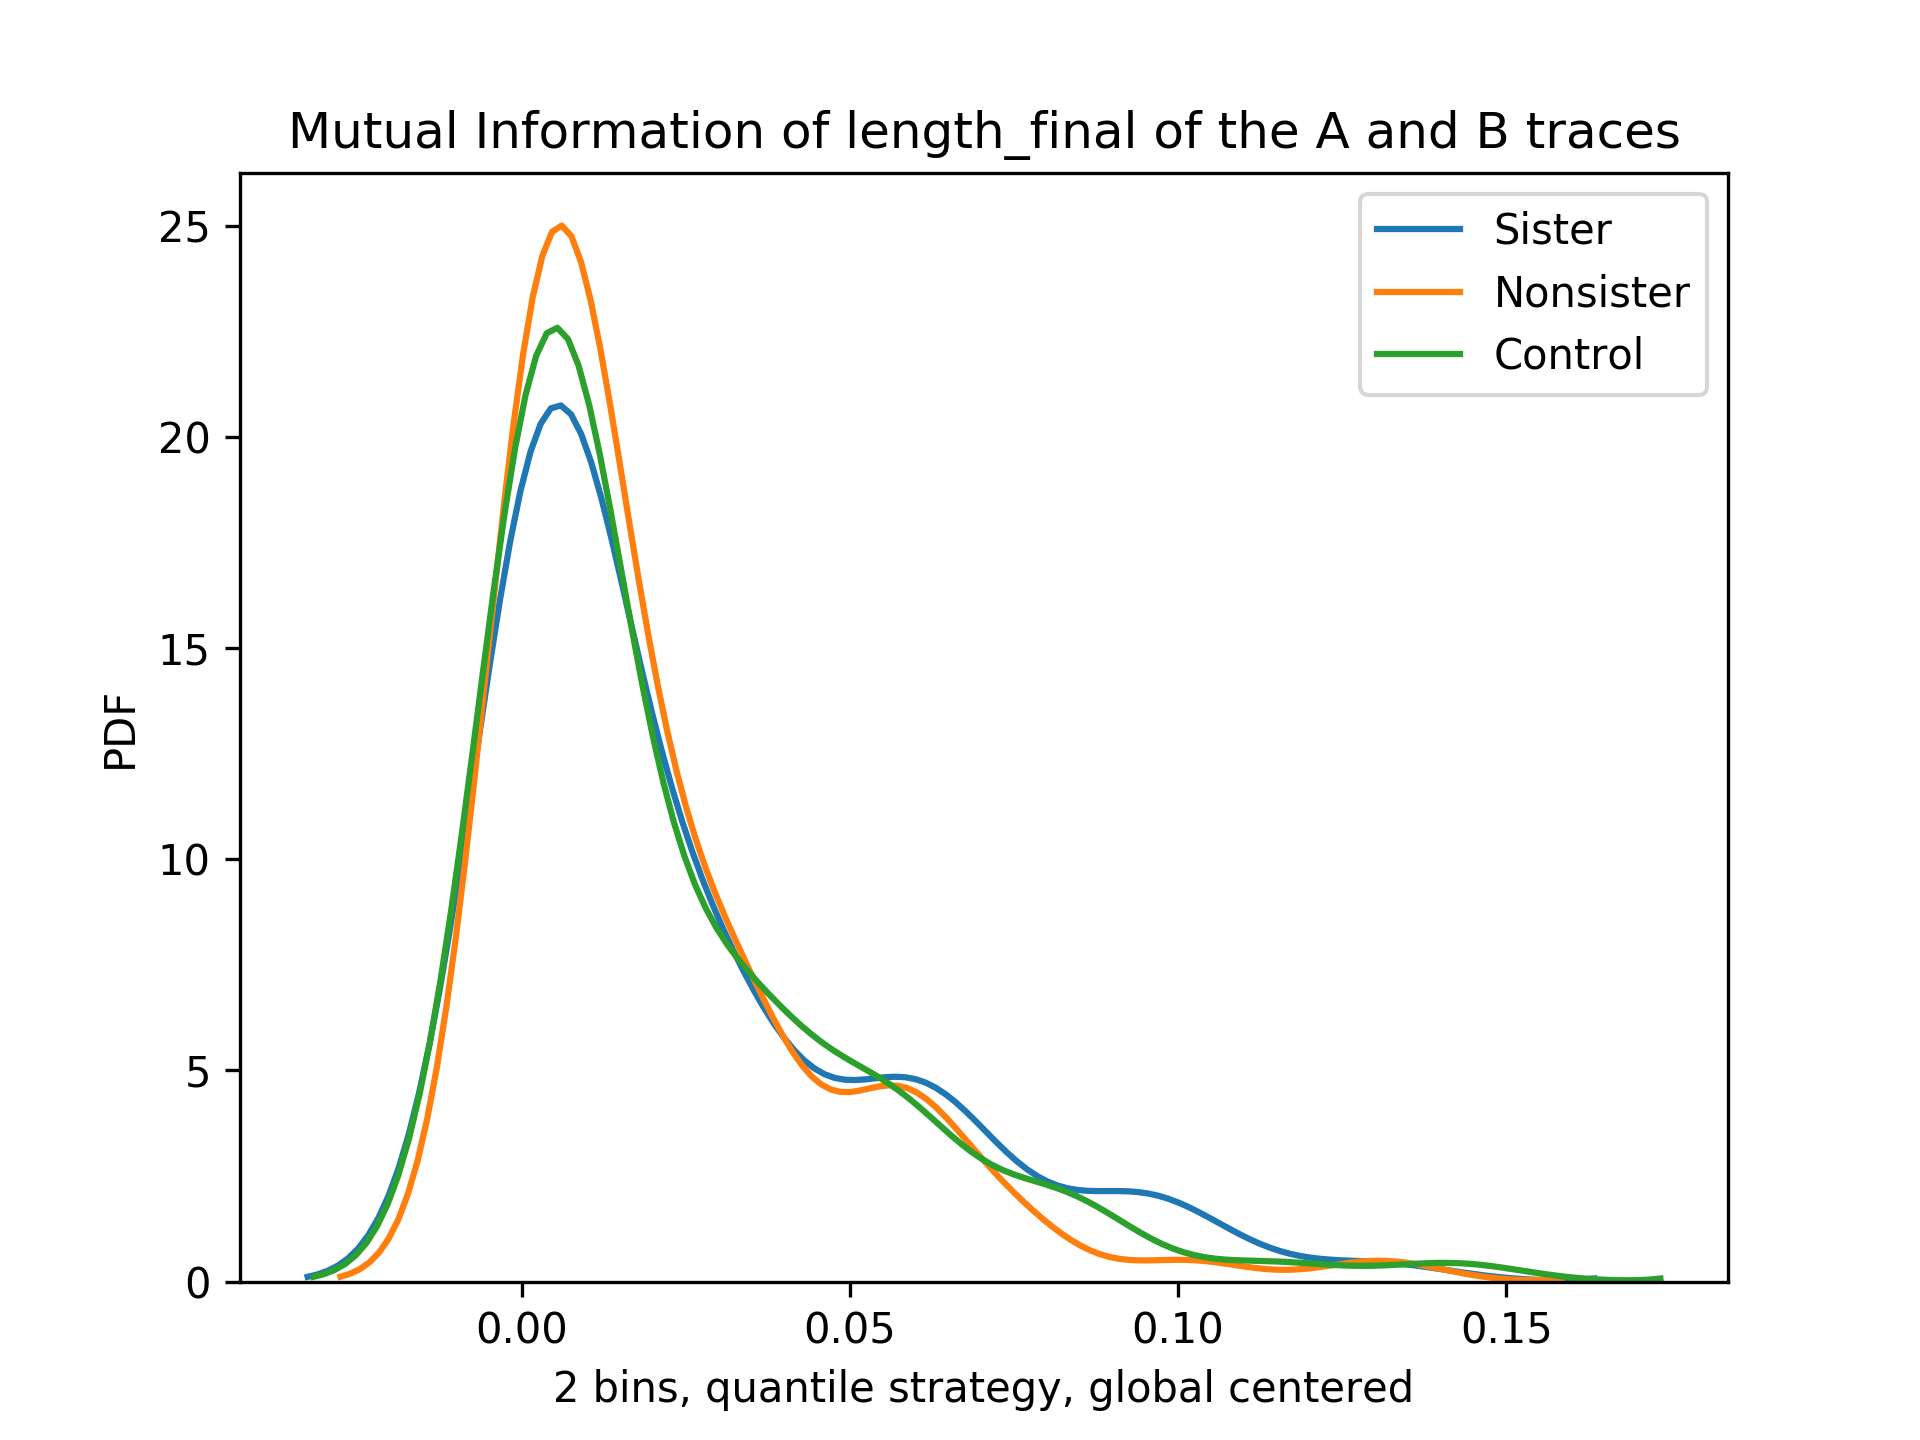 Mutual Information of length_final of the A and B traces
Sister
Nonsister
Control
PDF
25
20
15
10
5
0
0.00 0.05 0.10 0.15
2 bins, quantile strategy, global centered